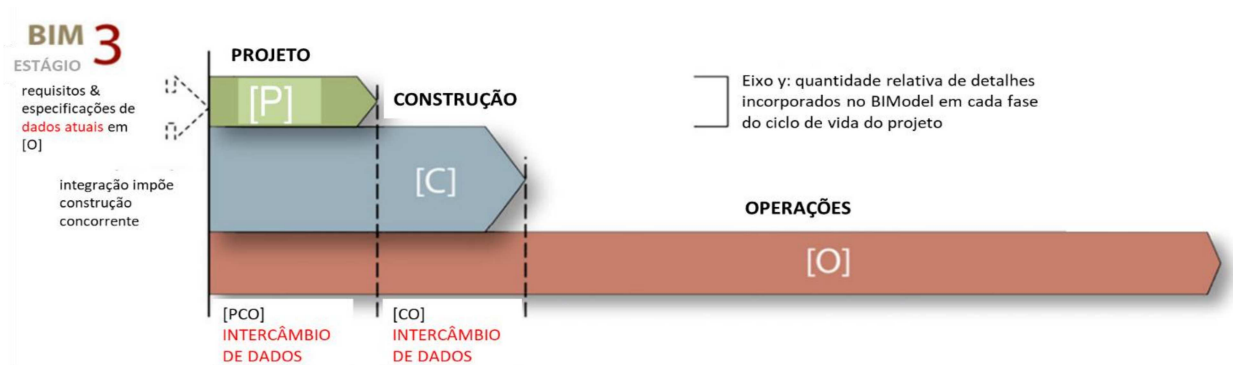 BIM 3
ESTÁGIO
requisitos &
especificações de
dados atuais em
[O]
integração impõe
construção
concorrente
PROJETO
[P]
CONSTRUÇÃO
[C]
Eixo y: quantidade relativa de detalhes
incorporados no BIModel em cada fase
do ciclo de vida do projeto
OPERAÇÕES
[O]
[PCO]
INTERCÂMBIO
DE DADOS
[CO]
INTERCÂMBIO
DE DADOS